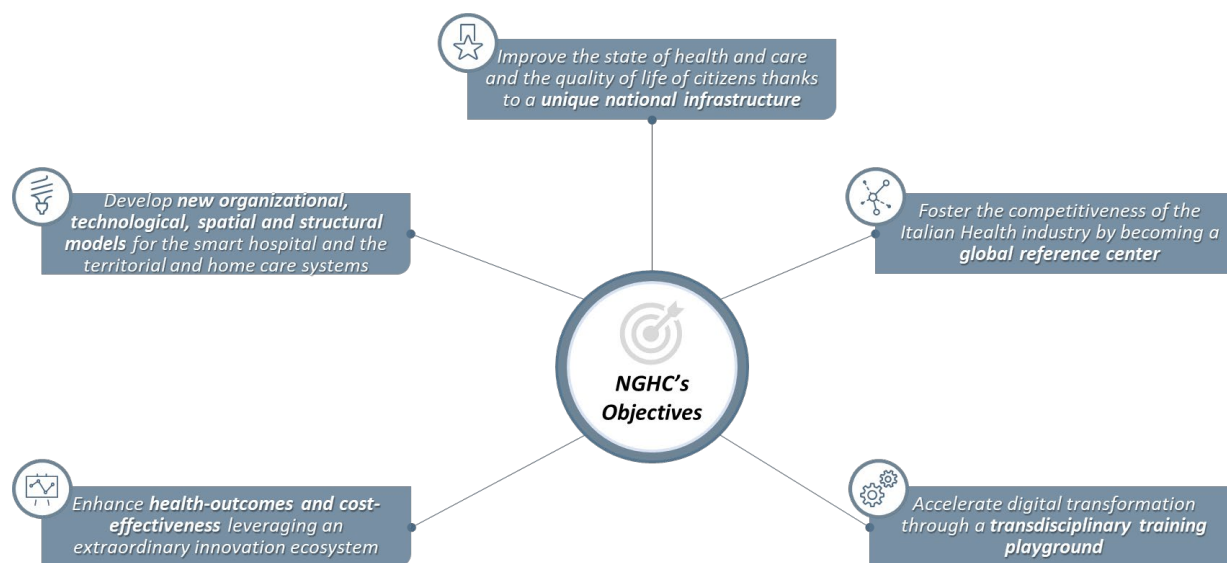 Improve the state of health and care
and the quality of life of citizens thanks
to a unique national infrastructure
Develop new organizational,
technological, spatial and structural
models for the smart hospital and the
territorial and home care systems
Foster the competitiveness of the
Italian Health industry by becoming a
global reference center
NGHC's
Objectives
Enhance health-outcomes and cost-
effectiveness leveraging an
extraordinary innovation ecosystem
Accelerate digital transformation
through a transdisciplinary training
playground